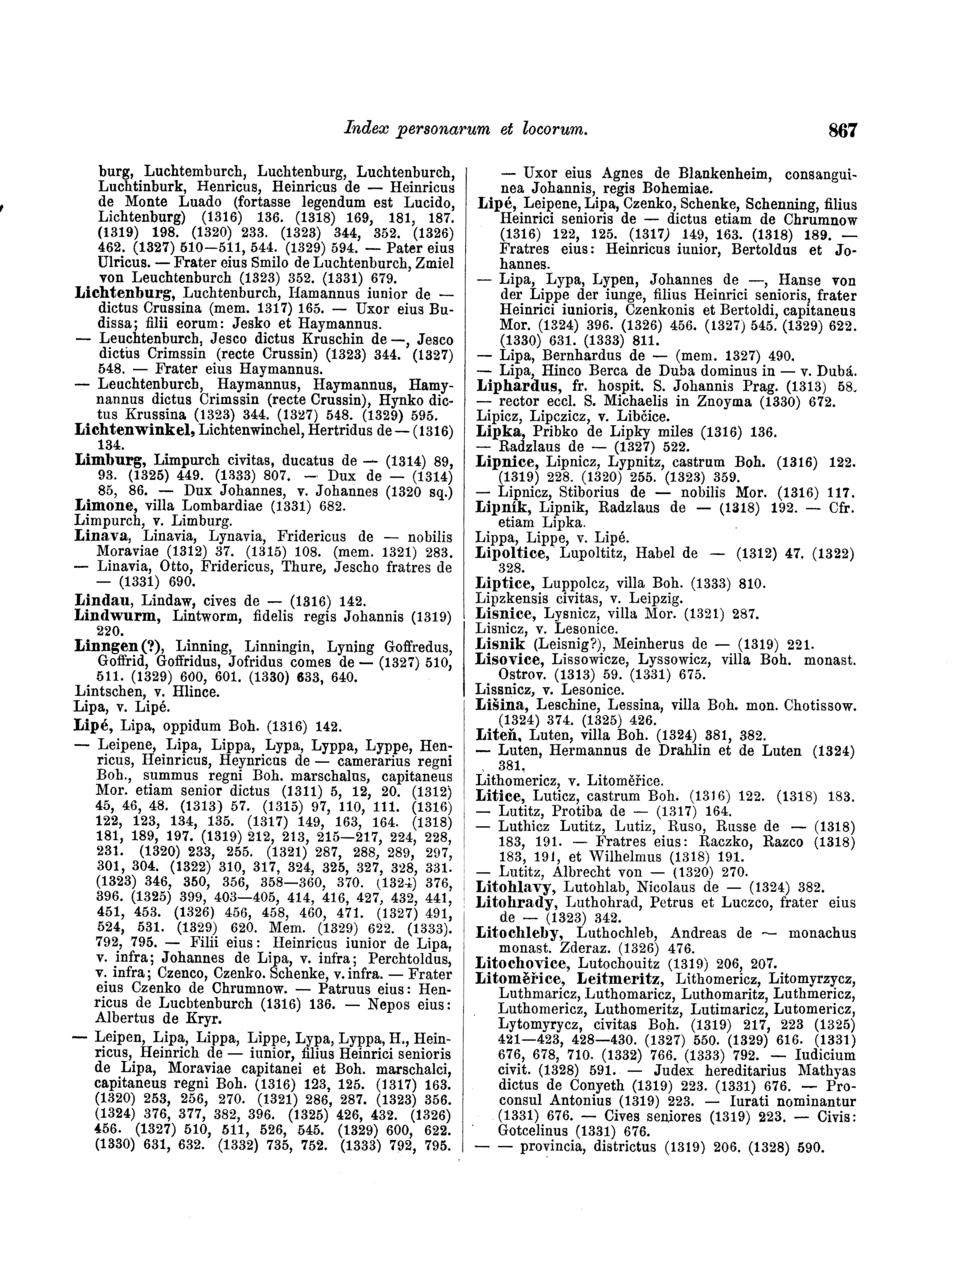 Index personarum et locorum.
867
burg, Luchtemburch, Luchtenburg, Luchtenburch,
Luchtinburk, Henricus, Heinricus de — Heinricus
de Monte Luado (fortasse legendum est Lucido,
Lichtenburg) (1316) 136. (1318) 169, 181, 187.
(1319) 198. (1320) 233. (1323) 344, 352. (1326)
462. (1327) 510—511, 544. (1329) 594. — Pater eius
Ulricus. — Frater eius Smilo de Luchtenburch, Zmiel
von Leuchtenburch (1323) 352. (1331) 679.
Lichtenburg, Luchtenburch, Hamannus iunior de —
dictus Crussina (mem. 1317) 165. — Uxor eius Bu-
dissa; filii eorum: Jesko et Haymannus.
— Leuchtenburch, Jesco dictus Kruschin de —, Jesco
dictus Crimssin (recte Crussin) (1323) 344. (1327)
548. — Frater eius Haymannus.
— Leuchtenburch, Haymannus, Haymannus, Hamy-
nannus dictus Crimssin (recte Crussin), Hynko dic-
tus Krussina (1323) 344. (1327) 548. (1329) 595.
Lichtenwinkel, Lichtenwinchel, Hertridus de — (1316)
134.
Limburg, Limpurch civitas, ducatus de — (1314) 89,
93. (1325) 449. (1333) 807. — Dux de — (1314)
85, 86. — Dux Johannes, v. Johannes (1320 sq.)
Limone, villa Lombardiae (1331) 682.
Limpurch, v. Limburg.
Linava, Linavia, Lynavia, Fridericus de — nobilis
Moraviae (1312) 37. (1315) 108. (mem. 1321) 283.
— Linavia, Otto, Fridericus, Thure, Jescho fratres de
— (1331) 690.
Lindau, Lindaw, cives de — (1316) 142.
Lindwurm, Lintworm, fidelis regis Johannis (1319)
220.
Linngen (?), Linning, Linningin, Lyning Goffredus,
Goffrid, Goffridus, Jofridus comes de — (1327) 510,
511. (1329) 600, 601. (1330) 633, 640.
Lintschen, v. Hlince.
Lipa, v. Lipé.
Lipé, Lipa, oppidum Boh. (1316) 142.
— Leipene, Lipa, Lippa, Lypa, Lyppa, Lyppe, Hen-
ricus, Heinricus, Heynricus de — camerarius regni
Boh., summus regni Boh. marschalus, capitaneus
Mor. etiam senior dictus (1311) 5, 12, 20. (1312)
45, 46, 48. (1313) 57. (1315) 97, 110, 111. (1316)
122, 123, 134, 135. (1317) 149, 163, 164. (1318)
181, 189, 197. (1319) 212, 213, 215—217, 224, 228,
231. (1320) 233, 255. (1321) 287, 288, 289, 297,
301, 304. (1322) 310, 317, 324, 325, 327, 328, 331.
(1323) 346, 350, 356, 358—360, 370. (1324) 376,
396. (1325) 399, 403—405, 414, 416, 427, 432, 441,
451, 453. (1326) 456, 458, 460, 471. (1327) 491,
524, 531. (1329) 620. Mem. (1329) 622. (1333).
792, 795. — Filii eius: Heinricus iunior de Lipa,
v. infra; Johannes de Lipa, v. infra; Perchtoldus,
v. infra; Czenco, Czenko. Schenke, v. infra. — Frater
eius Czenko de Chrumnow. — Patruus eius: Hen-
ricus de Lucbtenburch (1316) 136. — Nepos eius:
Albertus de Kryr.
— Leipen, Lipa, Lippa, Lippe, Lypa, Lyppa, H., Hein-
ricus, Heinrich de — iunior, filius Heinrici senioris
de Lipa, Moraviae capitanei et Boh. marschalci,
capitaneus regni Boh. (1316) 123, 125. (1317) 163.
(1320) 253, 256, 270. (1321) 286, 287. (1323) 356.
(1324) 376, 377, 382, 396. (1325) 426, 432. (1326)
456. (1327) 510, 511, 526, 545. (1329) 600, 622.
(1330) 631, 632. (1332) 735, 752. (1333) 792, 795.
— Uxor eius Agnes de Blankenheim, consangui-
nea Johannis, regis Bohemiae.
Lipé, Leipene, Lipa, Czenko, Schenke, Schenning, filius
Heinrici senioris de — dictus etiam de Chrumnow
(1316) 122, 125. (1317) 149, 163. (1318) 189. —
Fratres eius: Heinricus iunior, Bertoldus et Jo-
hannes.
— Lipa, Lypa, Lypen, Johannes de —, Hanse von
der Lippe der iunge, filius Heinrici senioris, frater
Heinrici iunioris, Czenkonis et Bertoldi, capitaneus
Mor. (1324) 396. (1326) 456. (1327) 545. (1329) 622.
(1330) 631. (1333) 811.
— Lipa, Bernhardus de — (mem. 1327) 490.
— Lipa, Hinco Berca de Duba dominus in — v. Dubá.
Liphardus, fr. hospit. S. Johannis Prag. (1313) 58.
— rector eccl. S. Michaelis in Znoyma (1330) 672.
Lipicz, Lipczicz, v. Libčice.
Lipka, Pribko de Lipky miles (1316) 136.
— Radzlaus de — (1327) 522.
Lipnice, Lipnicz, Lypnitz, castrum Boh. (1316) 122.
(1319) 228. (1320) 255. (1323) 359.
— Lipnicz, Stiborius de — nobilis Mor. (1316) 117.
Lipník, Lipnik, Radzlaus de — (1318) 192. — Cfr.
etiam Lipka.
Lippa, Lippe, v. Lipé.
Lipoltice, Lupoltitz, Habel de — (1312) 47. (1322)
328.
Liptice, Luppolcz, villa Boh. (1333) 810.
Lipzkensis civitas, v. Leipzig.
Lisnice, Lysnicz, villa Mor. (1321) 287.
Lisnicz, v. Lesonice.
Lisnik (Leisnig?), Meinherus de — (1319) 221.
Lisovice, Lissowicze, Lyssowicz, villa Boh. monast.
Ostrov. (1313) 59. (1331) 675.
Lissnicz, v. Lesonice.
Lišina, Leschine, Lessina, villa Boh. mon. Chotissow.
(1324) 374. (1325) 426.
Liteň, Luten, villa Boh. (1324) 381, 382.
— Luten, Hermannus de Drahlin et de Luten (1324)
381.
Lithomericz, v. Litoměřice.
Litice, Luticz, castrum Boh. (1316) 122. (1318) 183.
— Lutitz, Protiba de — (1317) 164.
— Luthicz Lutitz, Lutiz, Ruso, Russe de — (1318)
183, 191. — Fratres eius: Raczko, Razco (1318)
183, 191, et Wilhelmus (1318) 191.
— Lutitz, Albrecht von — (1320) 270.
Litohlavy, Lutohlab, Nicolaus de — (1324) 382.
Litohrady, Luthohrad, Petrus et Luczco, frater eius
de — (1323) 342.
Litochleby, Luthochleb, Andreas de — monachus
monast. Zderaz. (1326) 476.
Litochovice, Lutochouitz (1319) 206, 207.
Litoměřice, Leitmeritz, Lithomericz, Litomyrzycz,
Luthmaricz, Luthomaricz, Luthomaritz, Luthmericz,
Luthomericz, Luthomeritz, Lutimaricz, Lutomericz,
Lytomyrycz, civitas Boh. (1319) 217, 223 (1325)
421—423, 428—430. (1327) 550. (1329) 616. (1331)
676, 678, 710. (1332) 766. (1333) 792. — Iudicium
civit. (1328) 591. — Judex hereditarius Mathyas
dictus de Conyeth (1319) 223. (1331) 676. — Pro-
consul Antonius (1319) 223. — Iurati nominantur
(1331) 676. — Cives seniores (1319) 223. — Civis:
Gotcelinus (1331) 676.
— — provincia, districtus (1319) 206. (1328) 590.